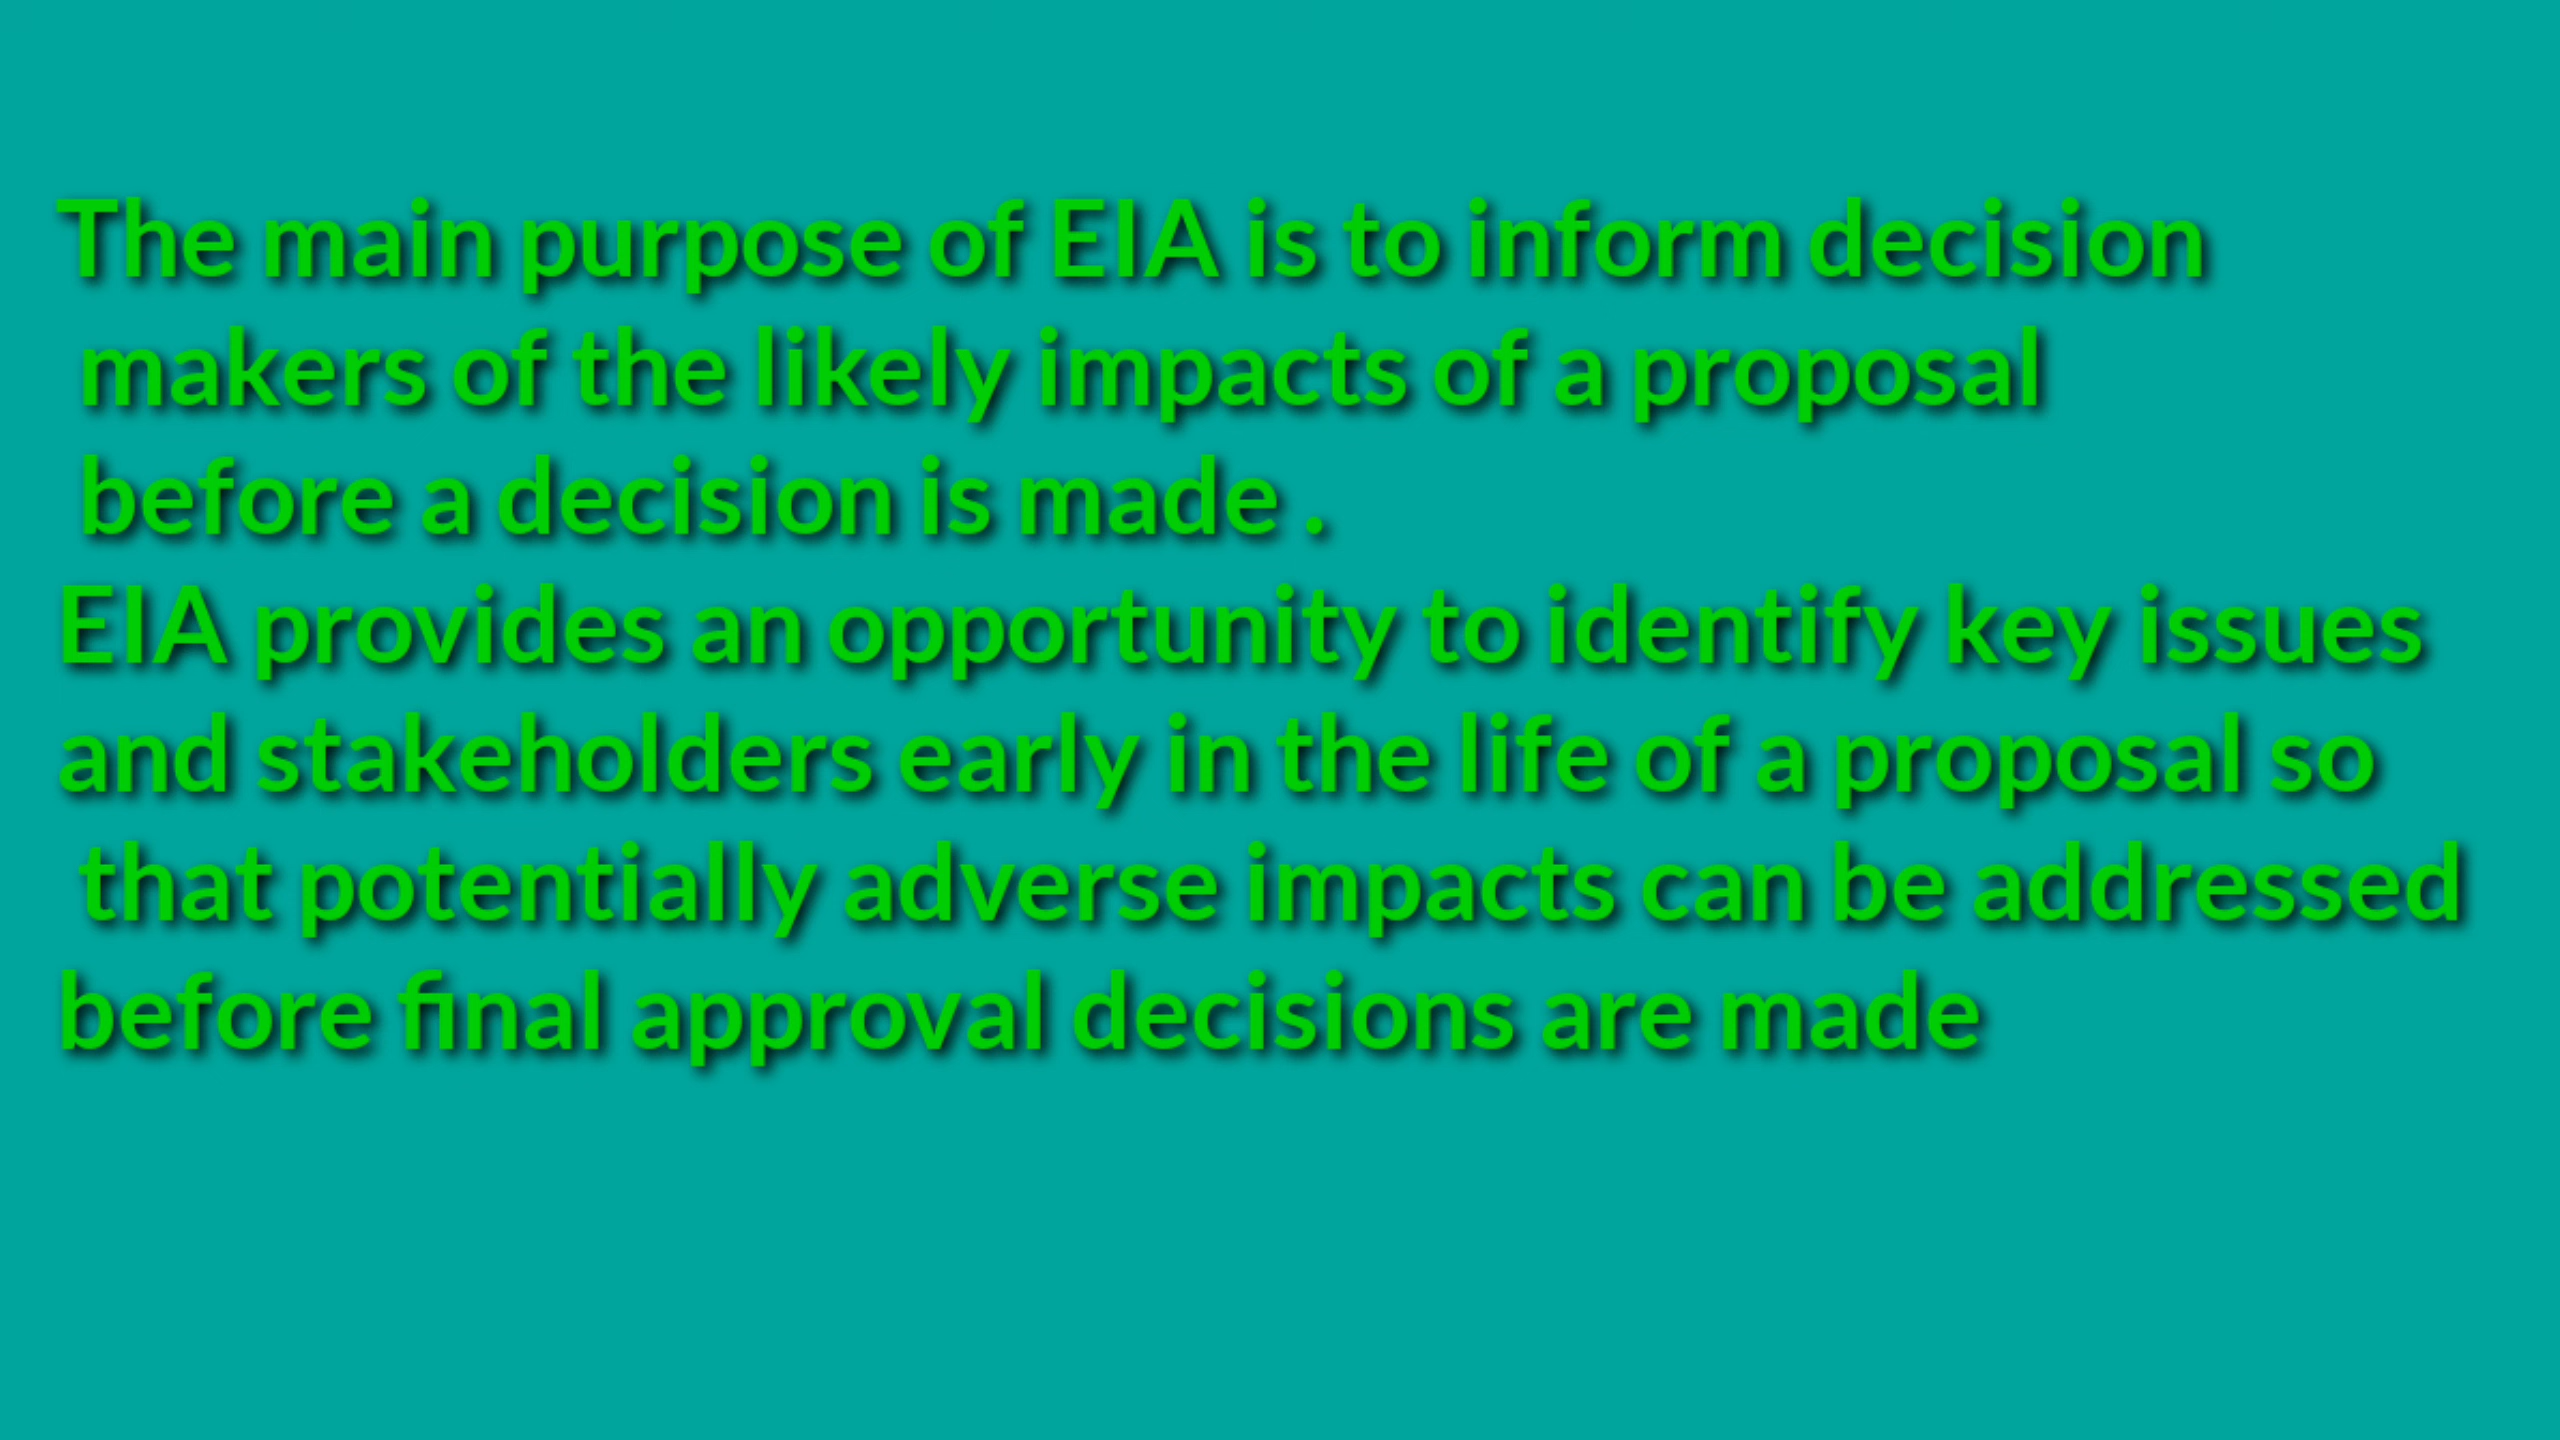 The main purpose of EIA is to inform decision
makers of the likely impacts of a proposal
before a decision is made .
EIA provides an opportunity to identify key issues
and stakeholders early in the life of a proposal so
that potentially adverse impacts can be addressed
before final approval decisions are made